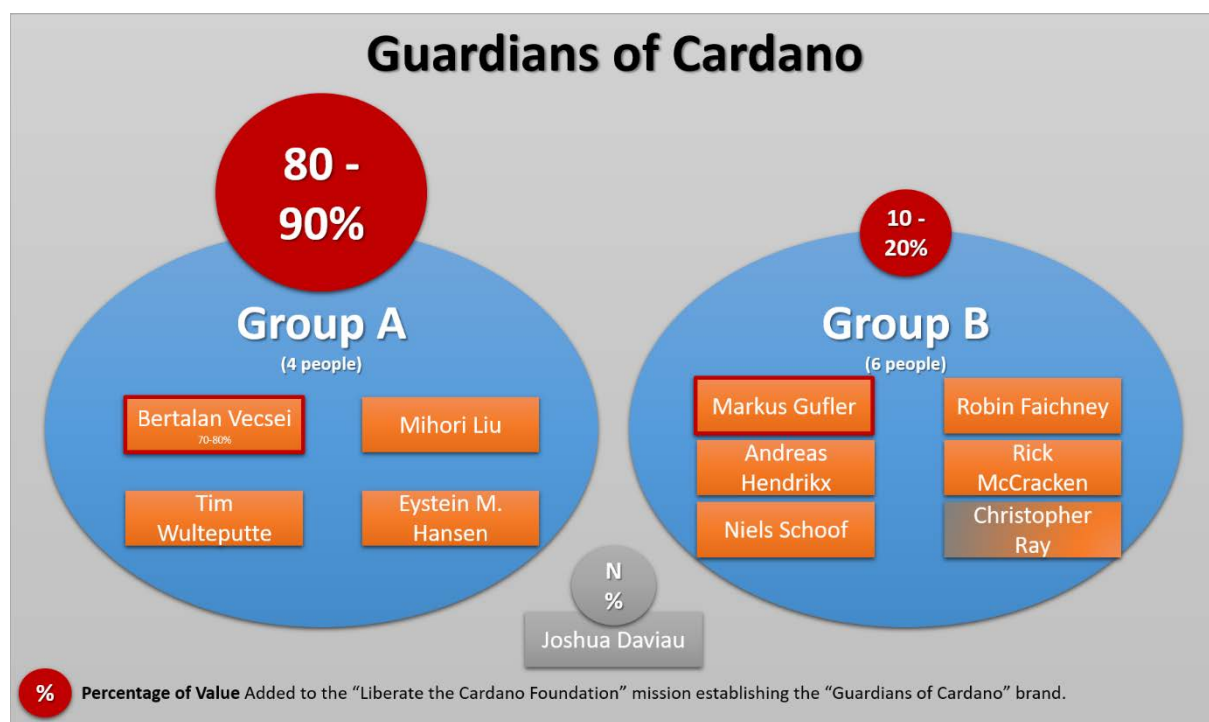 Guardians of Cardano
80 -
90%
Group A
(4 people)
Bertalan Vecsei
70-80%
Mihori Liu
Tim
Wulteputte
Eystein M.
Hansen
10 -
20%
Group B
(6 people)
Markus Gufler
Robin Faichney
Andreas
Hendrikx
Rick
McCracken
Niels Schoof
Christopher
Ray
N
%
Joshua Daviau
% Percentage of Value Added to the “Liberate the Cardano Foundation” mission establishing the “Guardians of Cardano” brand.